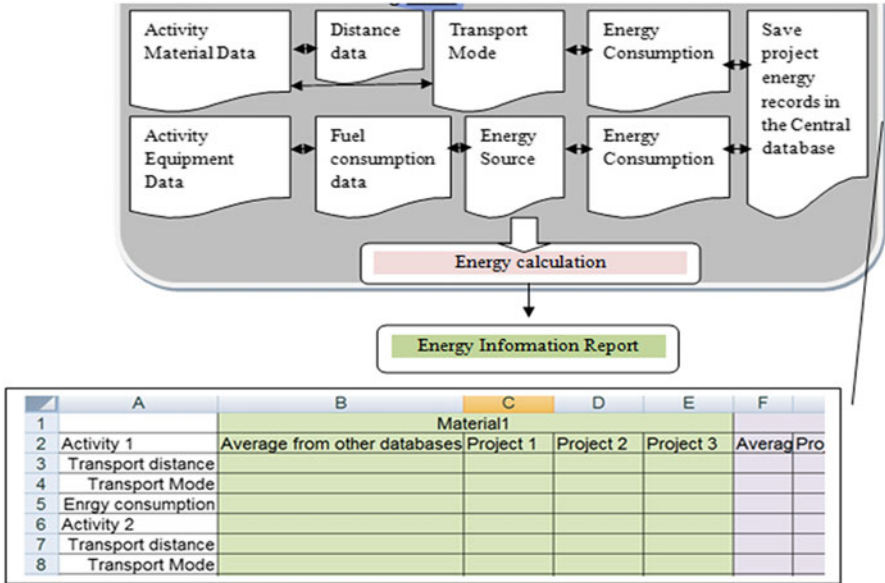 Activity
Material Data
Distance
data
Transport
Mode
Energy
Consumption
Save
project
energy
records in
the Central
database
Activity
Equipment
Data
Fuel
consumption
data
Energy
Source
Energy
Consumption
Energy calculation
Energy Information Report
A B C D E F
1 Material1
2 Activity 1 Average from other databases Project 1 Project 2 Project 3 Averag Pro
3 Transport distance
4 Transport Mode
5 Enrgy consumption
6 Activity 2
7 Transport distance
8 Transport Mode